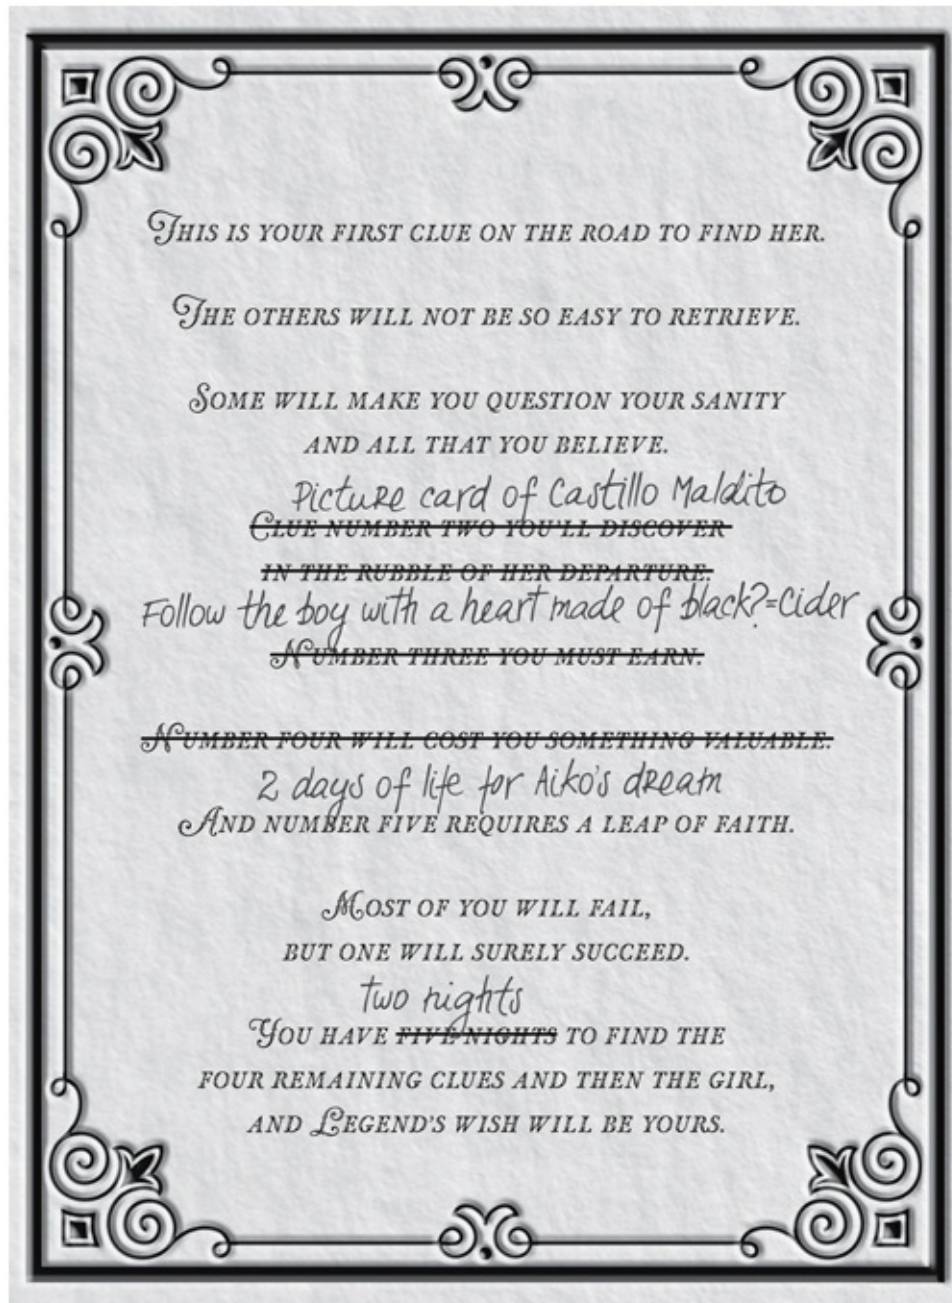 THIS IS YOUR FIRST CLUE ON THE ROAD TO FIND HER.
THE OTHERS WILL NOT BE SO EASY TO RETRIEVE.
SOME WILL MAKE YOU QUESTION YOUR SANITY
AND ALL THAT YOU BELIEVE.
Picture card of Castillo Maldito
CLUE NUMBER TWO YOU'LL DISCOVER
IN THE RUBBLE OF HER DEPARTURE.
Follow the boy with a heart made of black?=Cider
NUMBER THREE YOU MUST EARN.
NUMBER FOUR WILL COST YOU SOMETHING VALUABLE.
2 days of life for Aiko's dream
AND NUMBER FIVE REQUIRES A LEAP OF FAITH.
MOST OF YOU WILL FAIL,
BUT ONE WILL SURELY SUCCEED.
two nights
YOU HAVE FIVE NIGHTS TO FIND THE
FOUR REMAINING CLUES AND THEN THE GIRL,
AND LEGEND'S WISH WILL BE YOURS.